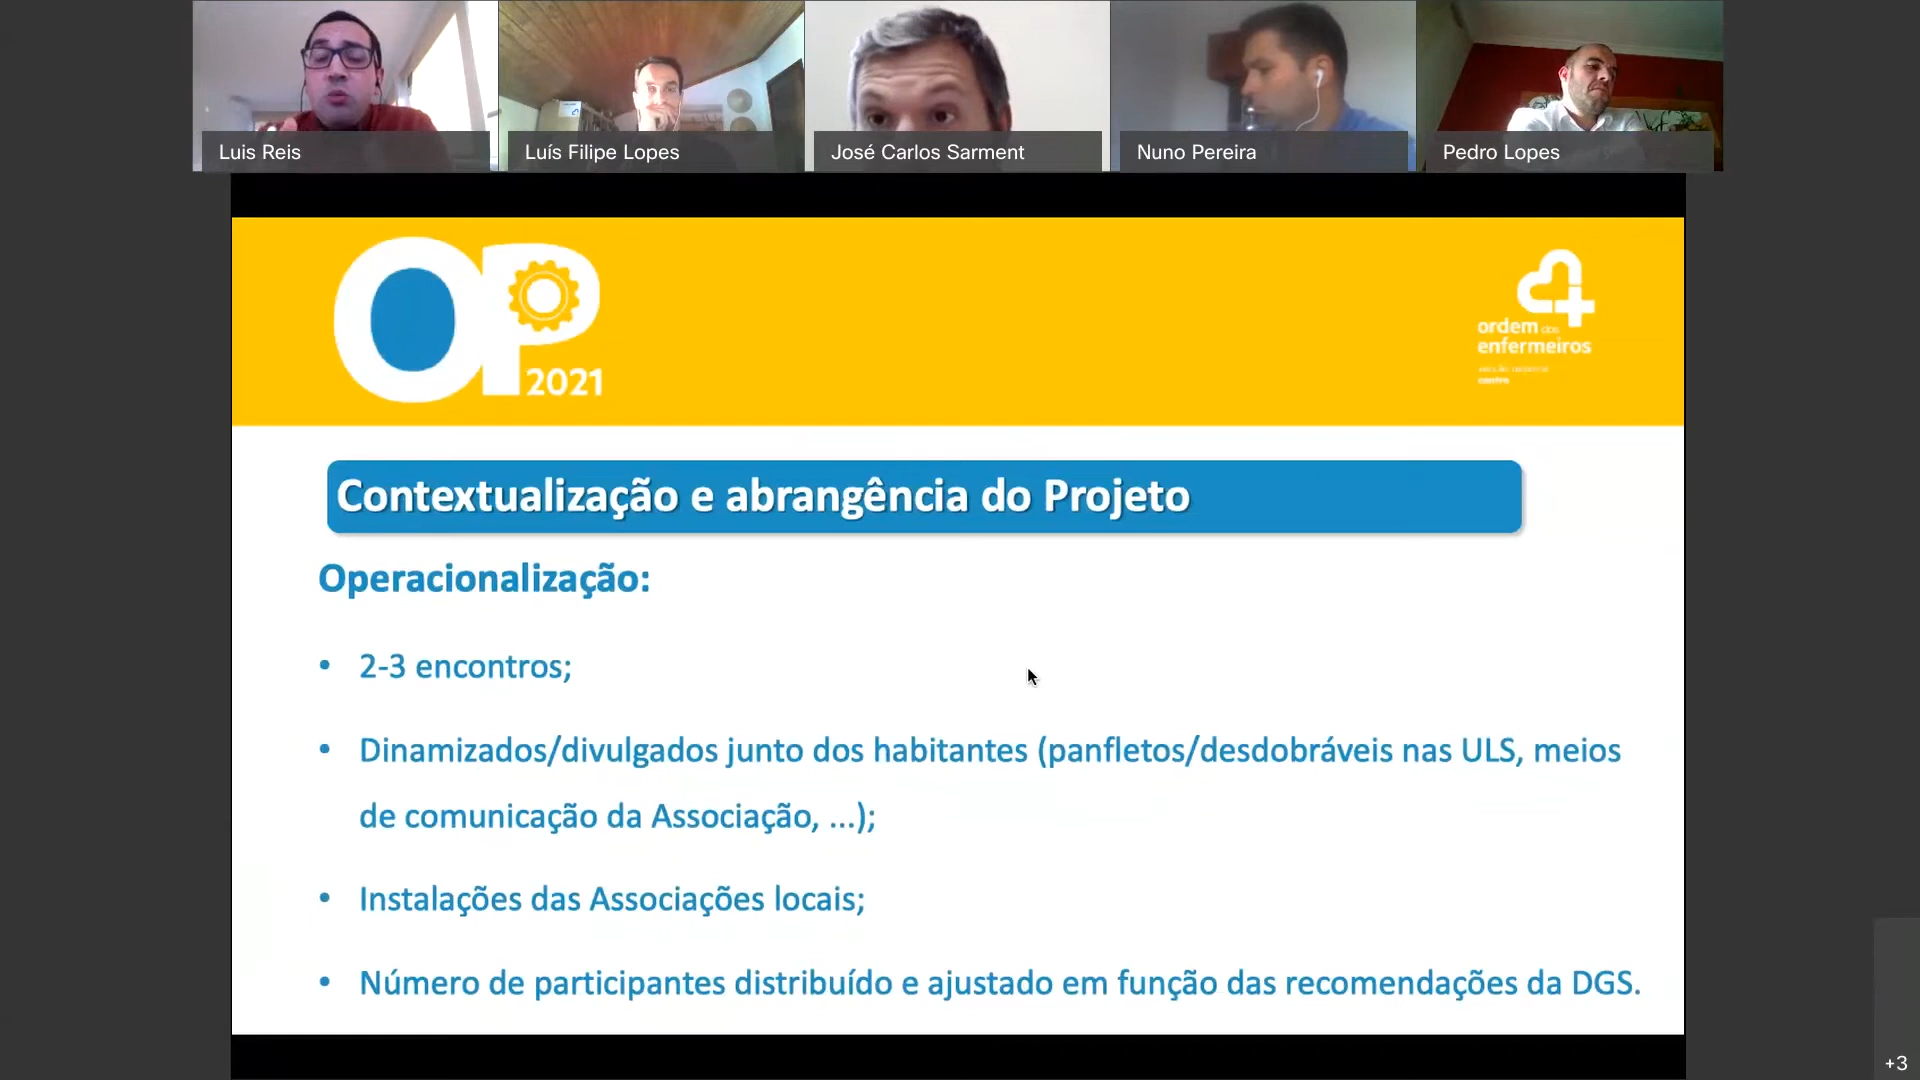 Luis Reis
Luís Filipe Lopes
José Carlos Sarment
Nuno Pereira
Pedro Lopes
OP
2021
ordem dos
enfermeiros
centro
Contextualização e abrangência do Projeto
Operacionalização:
• 2-3 encontros;
• Dinamizados/divulgados junto dos habitantes (panfletos/desdobráveis nas ULS, meios
de comunicação da Associação, ...);
• Instalações das Associações locais;
• Número de participantes distribuído e ajustado em função das recomendações da DGS.
+3